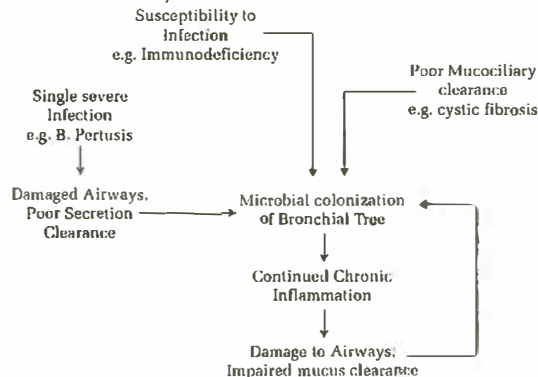 Susceptibility to
Infection
e.g. Immunodeficiency
Poor Mucociliary
clearance
e.g. cystic fibrosis
Single severe
Infection
e.g. B. Pertusis
Damaged Airways,
Poor Secretion
Clearance
Microbial colonization
of Bronchial Tree
Continued Chronic
Inflammation
Damage to Airways,
Impaired mucus clearance